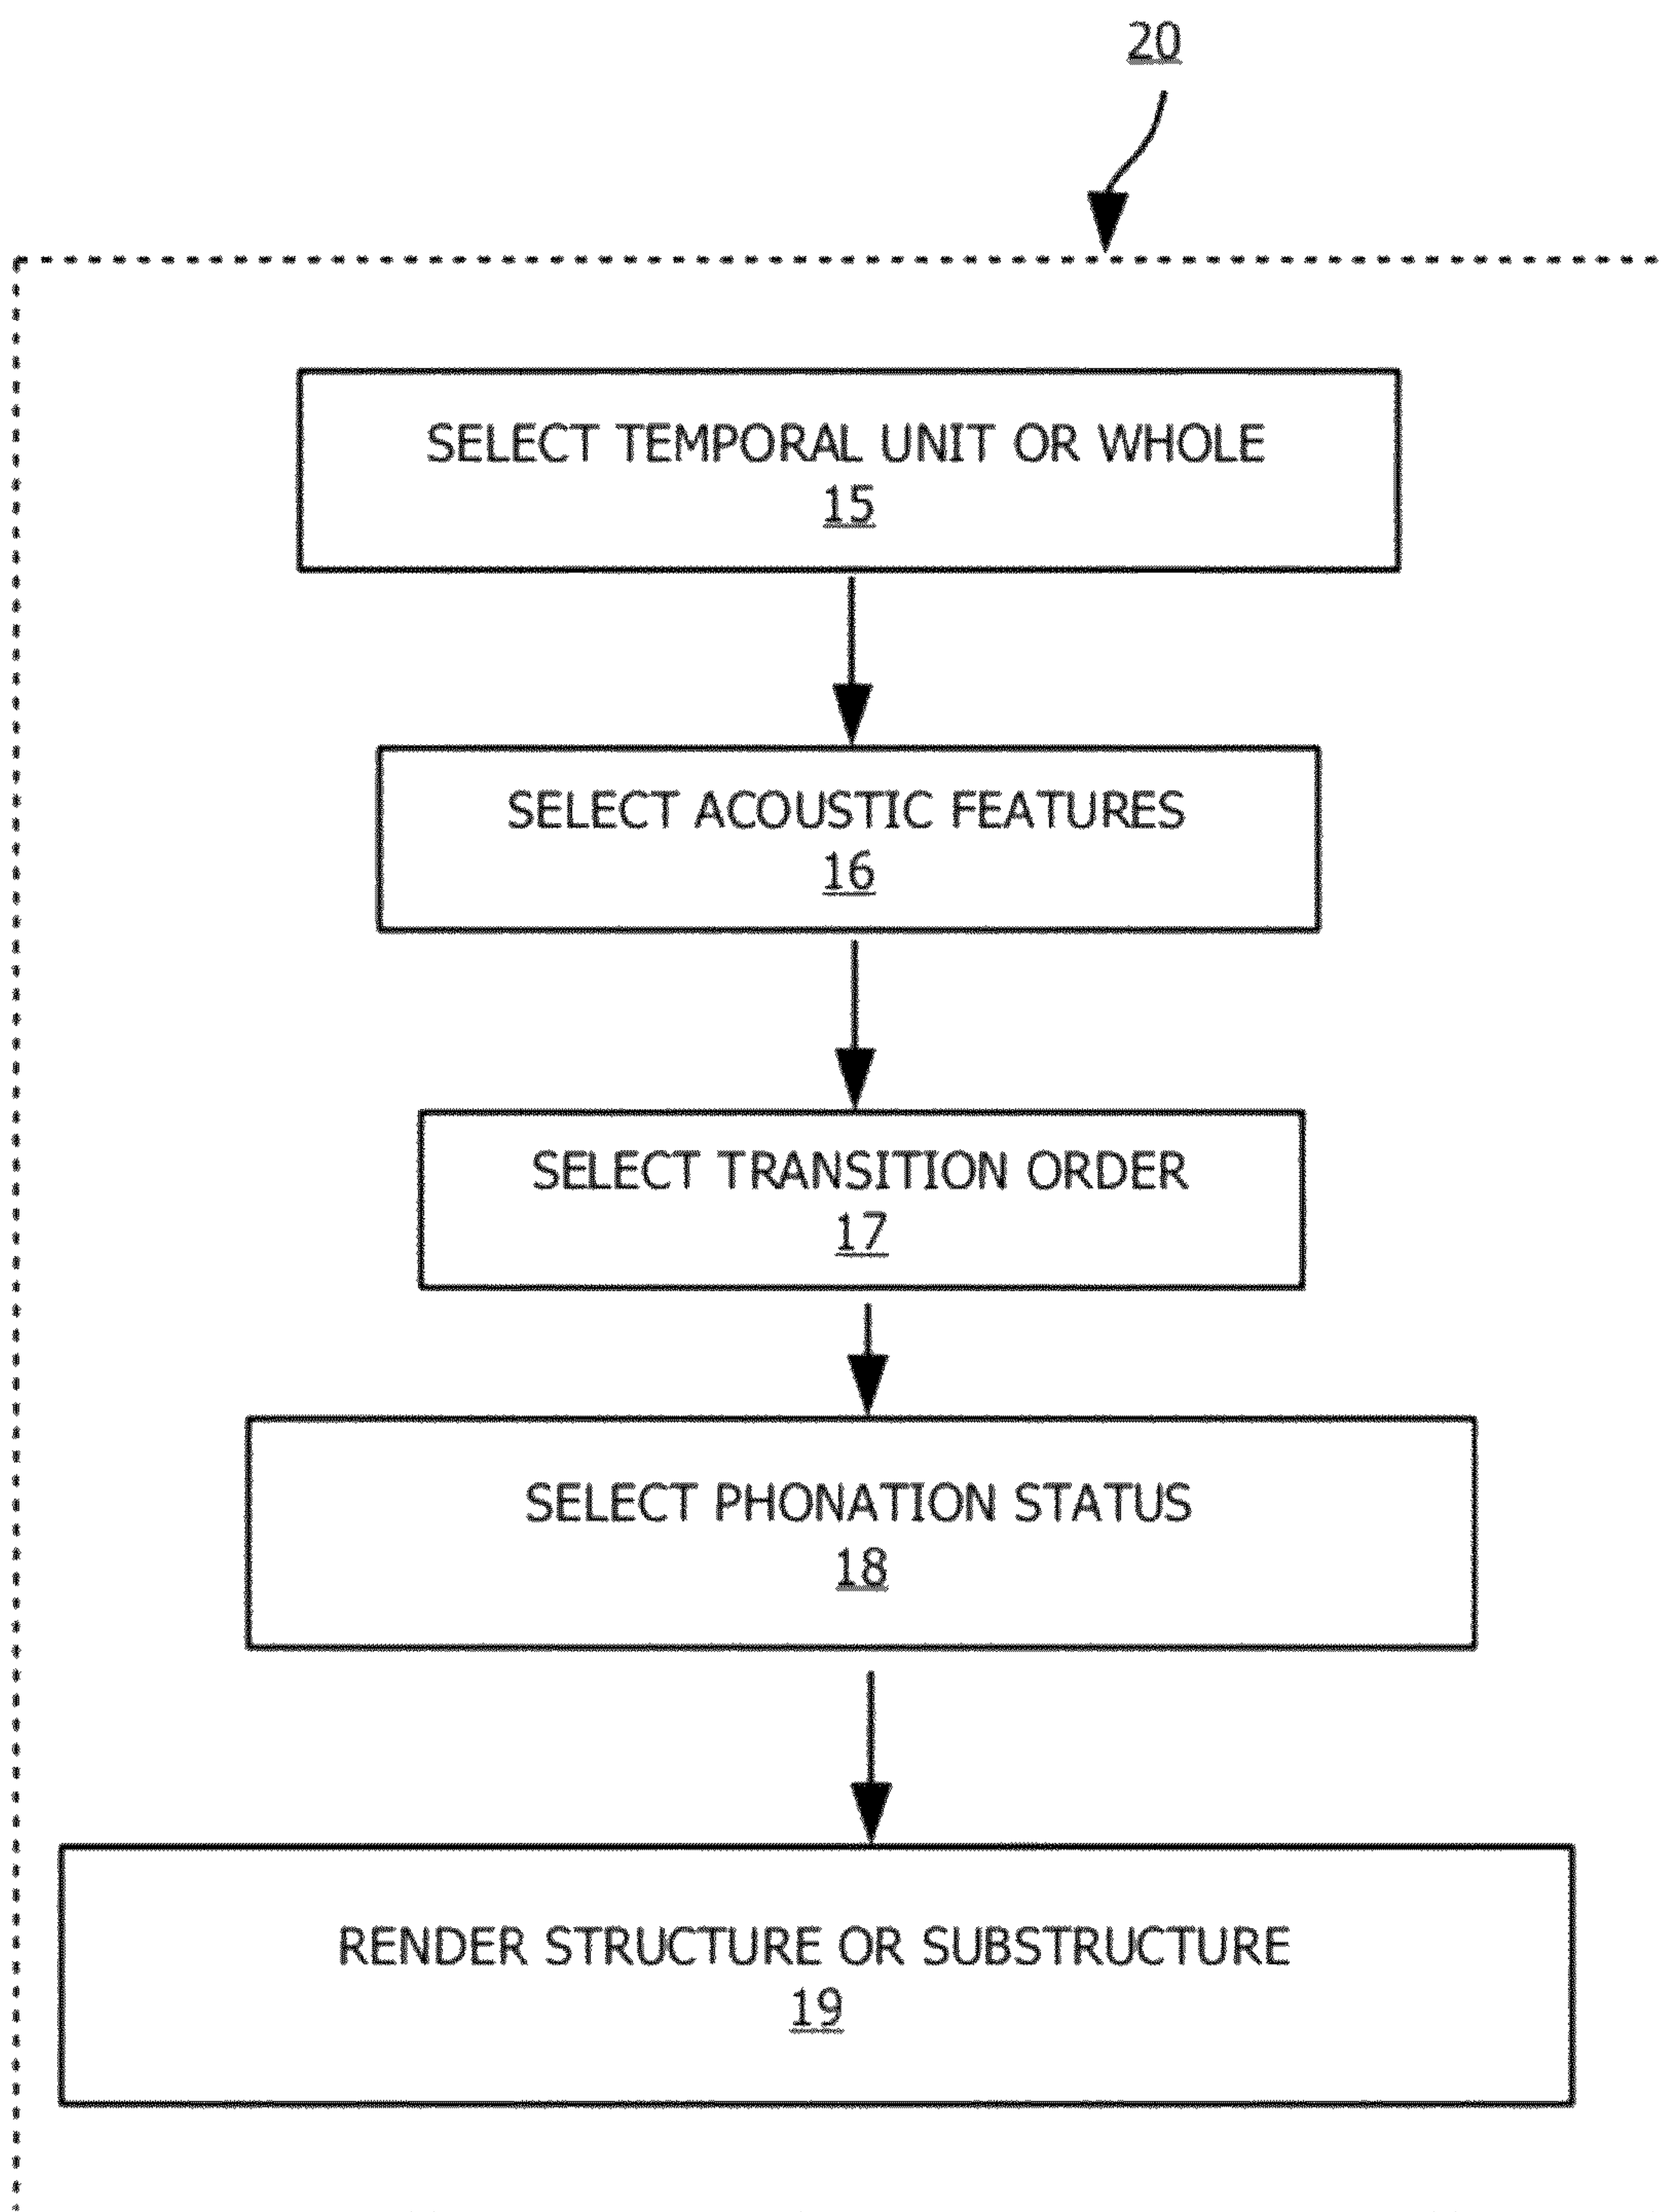 20
SELECT TEMPORAL UNIT OR WHOLE
15
SELECT ACOUSTIC FEATURES
16
SELECT TRANSITION ORDER
17
SELECT PHONATION STATUS
18
RENDER STRUCTURE OR SUBSTRUCTURE
19